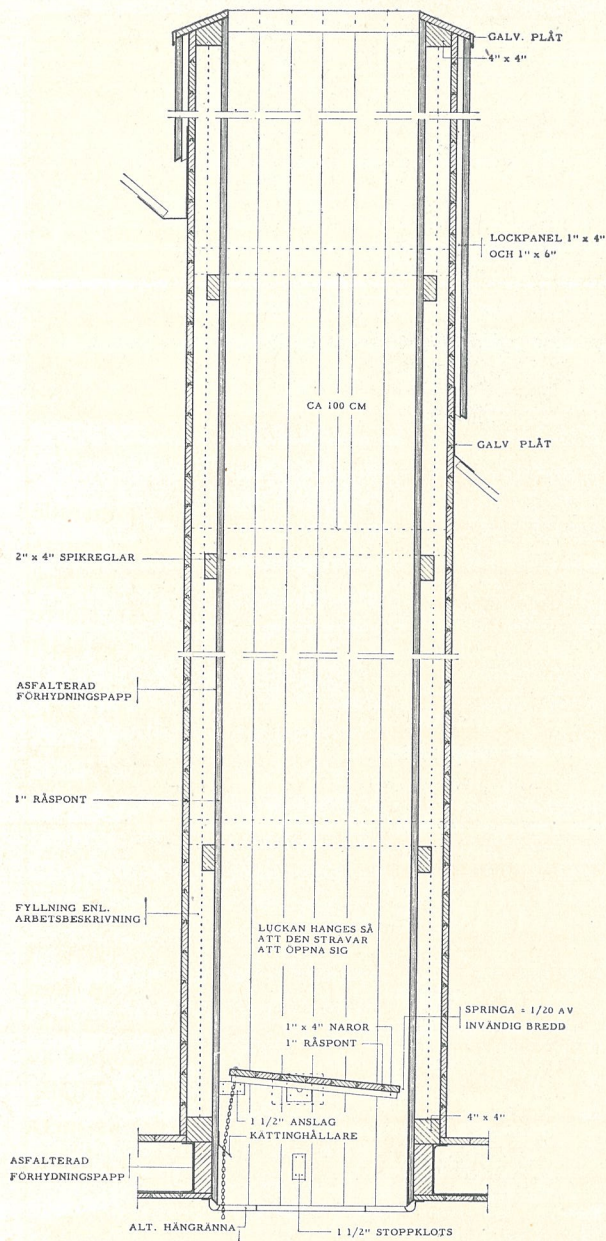 GALV. PLÅT
4" x 4"
LOCKPANEL 1" x 4"
OCH 1" x 6"
CA 100 CM
GALV PLÅT
2" x 4" SPIKREGLAR
ASFALTERAD
FÖRHYDNINGSPAPP
1" RÅSPONT
FYLLNING ENL.
ARBETSBESKRIVNING
LUCKAN HANGES SÅ
ATT DEN STRAVAR
ATT ÖPPNA SIG
SPRINGA = 1/20 AV
INVÄNDIG BREDD
1" x 4" NAROR
1" RÅSPONT
1 1/2" ANSLAG
KATTINGHÅLLARE
4" x 4"
ASFALTERAD
FÖRHYDNINGSPAPP
ALT. HÄNGRÄNNA
1 1/2" STOPPKLOTS